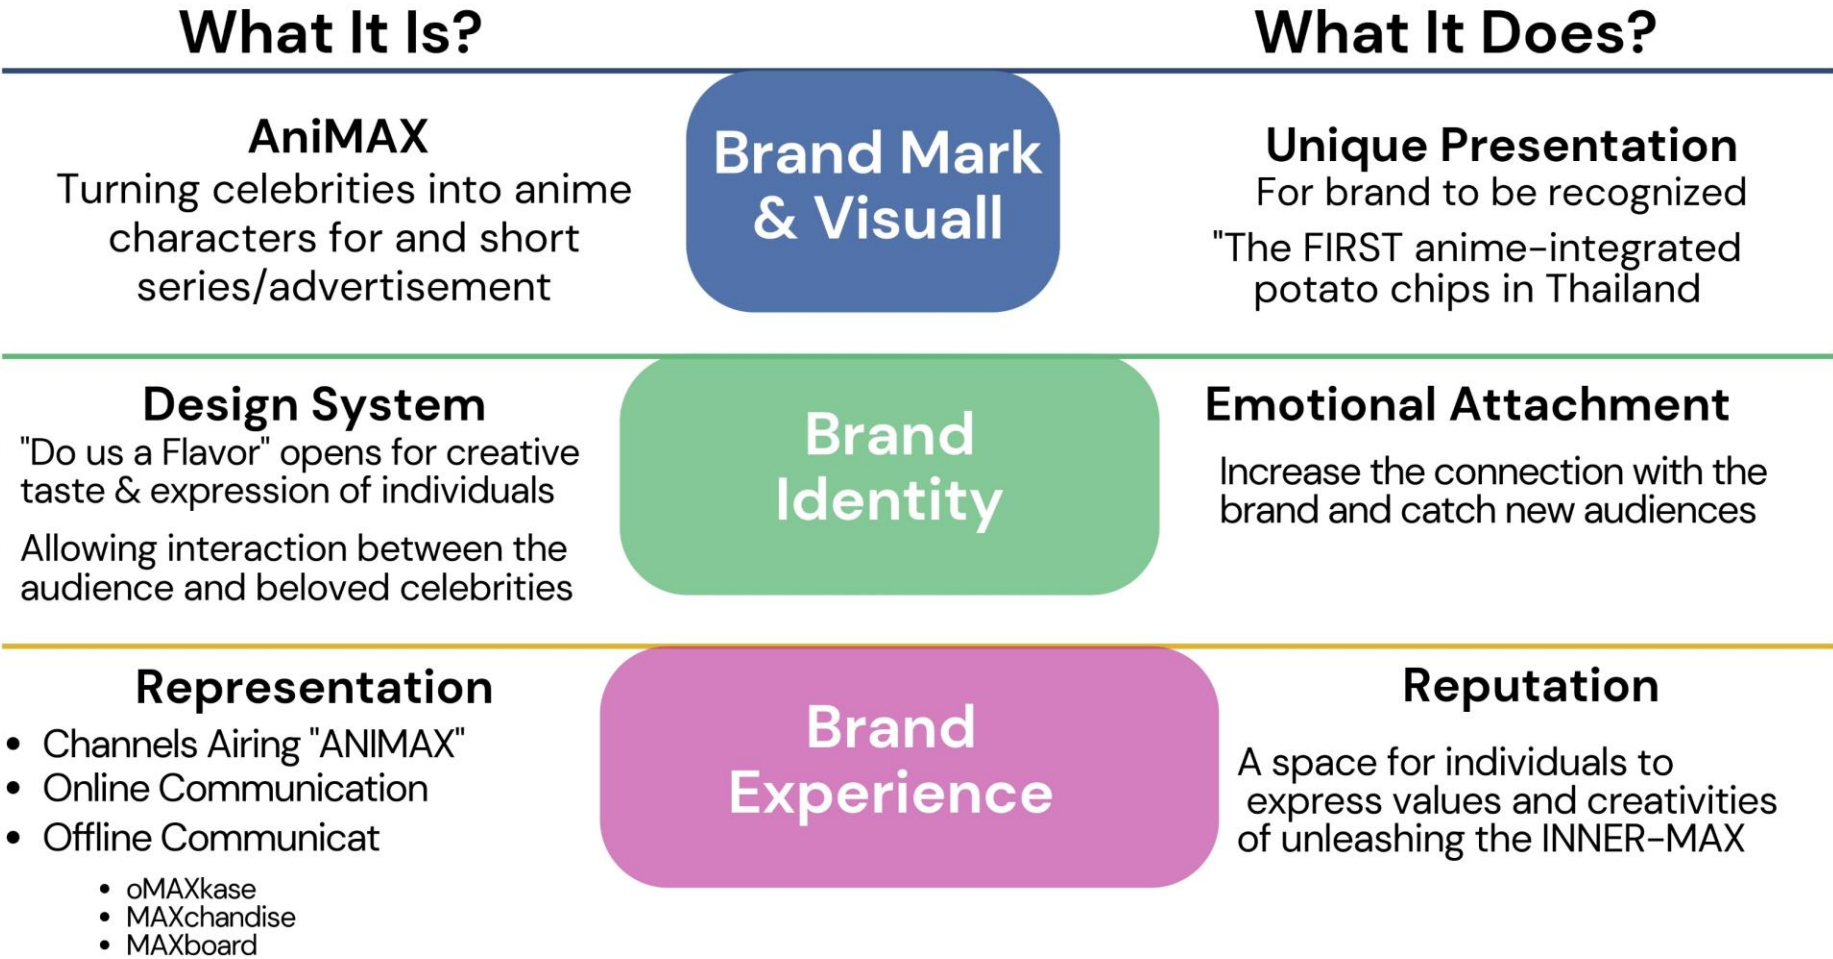 What It Is?
What It Does?
AniMAX
Turning celebrities into anime
characters for and short
series/advertisement
Brand Mark
& Visuall
Unique Presentation
For brand to be recognized
"The FIRST anime-integrated
potato chips in Thailand
Design System
"Do us a Flavor" opens for creative
taste & expression of individuals
Allowing interaction between the
audience and beloved celebrities
Brand
Identity
Emotional Attachment
Increase the connection with the
brand and catch new audiences
Representation
• Channels Airing "ANIMAX"
• Online Communication
• Offline Communicat
• oMAXkase
• MAXchandise
• MAXboard
Brand
Experience
Reputation
A space for individuals to
express values and creativities
of unleashing the INNER-MAX